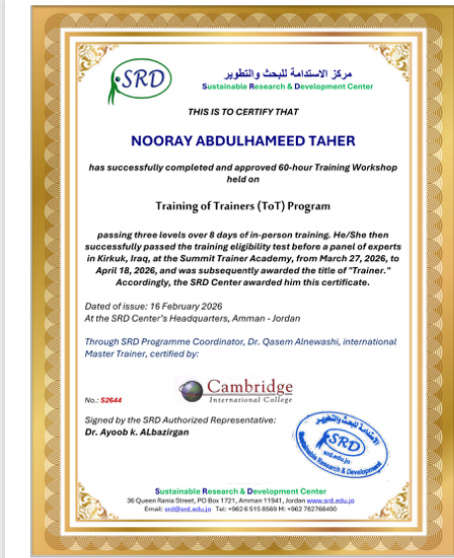 SRD
مركز الاستدامة للبحث والتطوير
Sustainable Research & Development Center
THIS IS TO CERTIFY THAT
NOORAY ABDULHAMEED TAHER
has successfully completed and approved 60-hour Training Workshop
held on
Training of Trainers (ToT) Program
passing three levels over 8 days of in-person training. He/She then
successfully passed the training eligibility test before a panel of experts
in Kirkuk, Iraq, at the Summit Trainer Academy, from March 27, 2026, to
April 18, 2026, and was subsequently awarded the title of "Trainer."
Accordingly, the SRD Center awarded him this certificate.
Dated of issue: 16 February 2026
At the SRD Center's Headquarters, Amman - Jordan
Through SRD Programme Coordinator, Dr. Qasem Alnewashi, international
Master Trainer, certified by:
Cambridge
International College
No.: S2644
Signed by the SRD Authorized Representative:
Dr. Ayoob k. ALbazirgan
SRD
srd.edu.jo
Sustainable Research & Development
Sustainable Research & Development Center
36 Queen Rania Street, PO Box 1721, Amman 11941, Jordan www.srd.edu.jo
Email: srd@srd.edu.jo Tel: +962 6 515 8569 M: +962 782768400